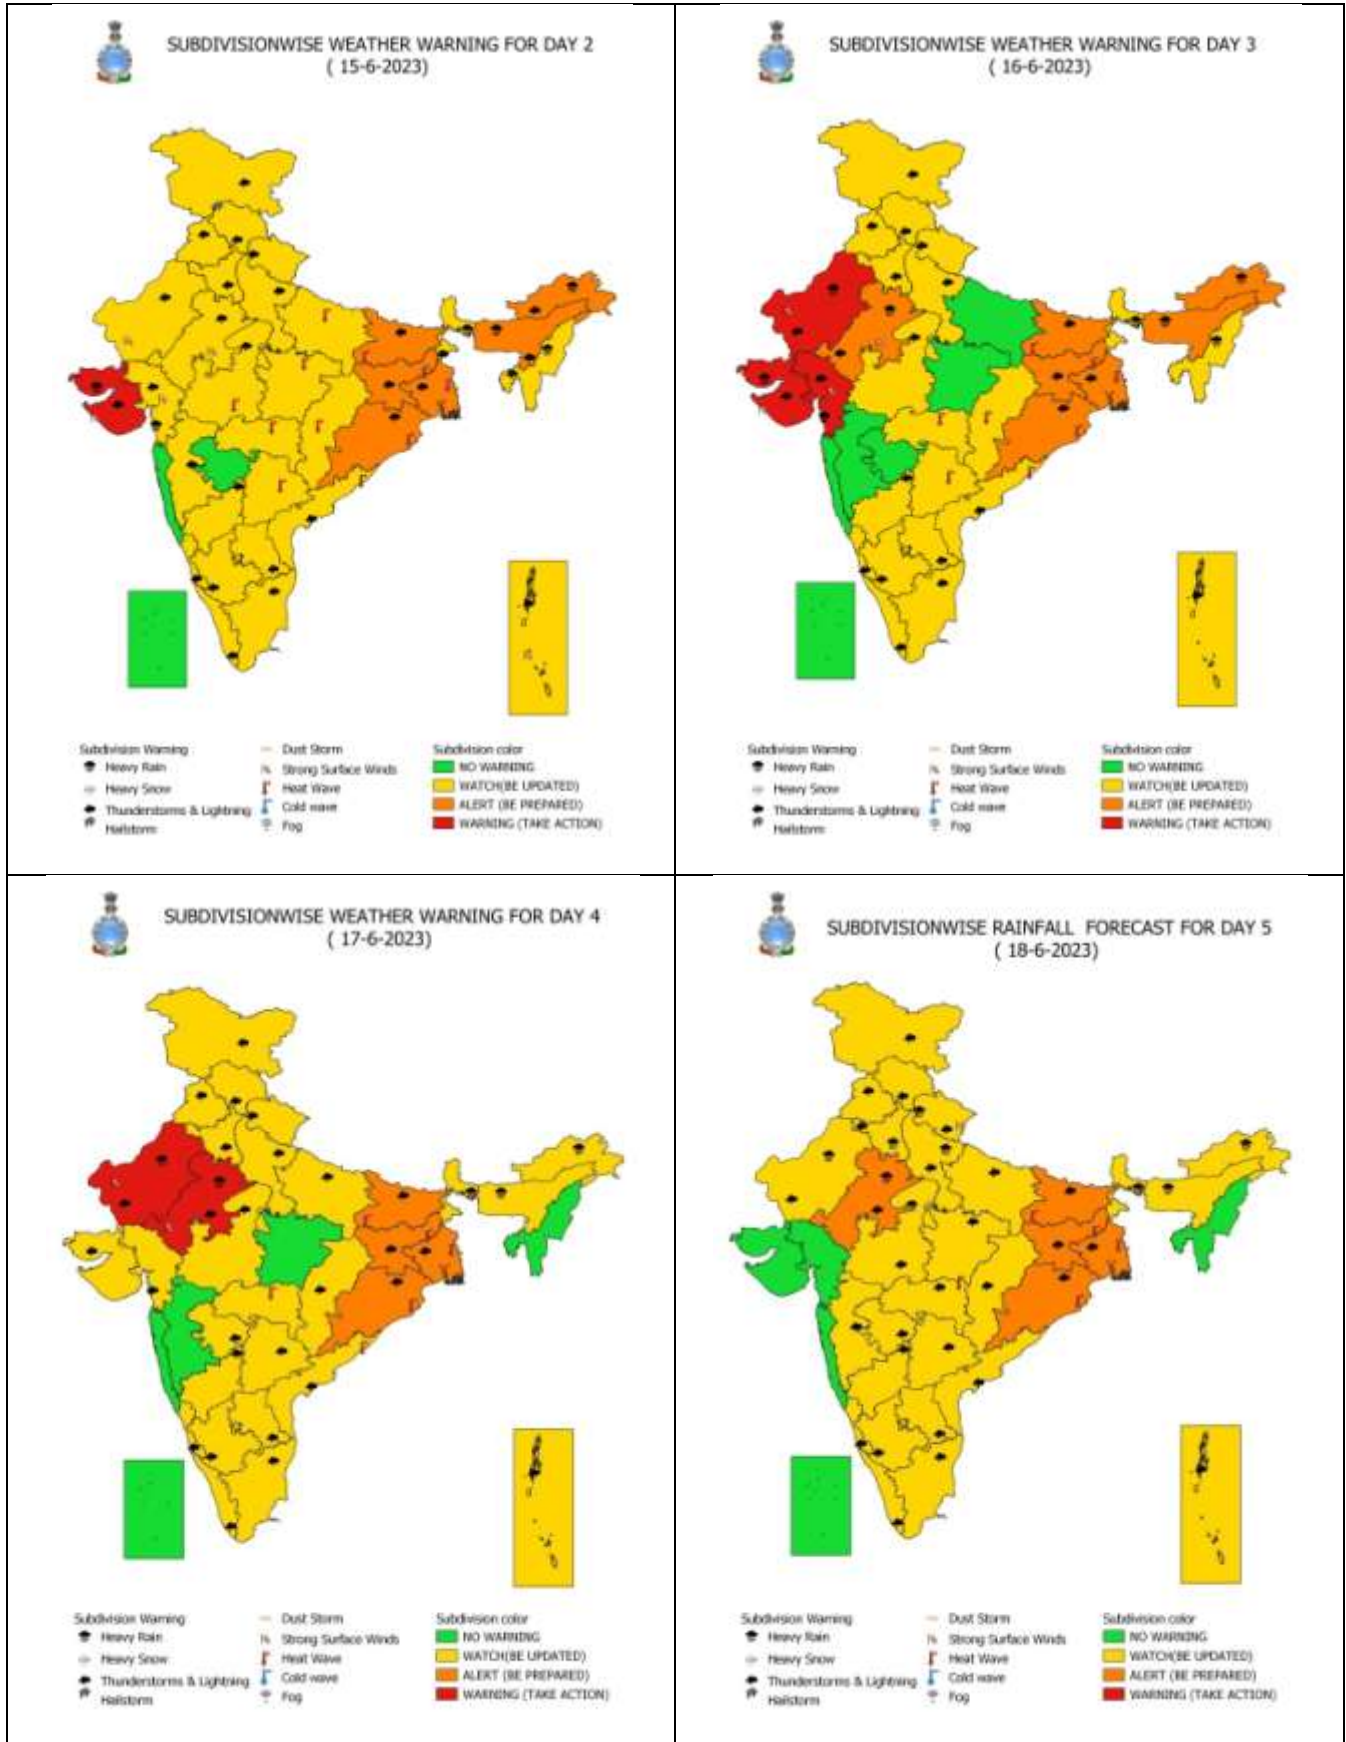 SUBDIVISIONWISE WEATHER WARNING FOR DAY 2
( 15-6-2023)
Subdivision Warning
Heavy Rain
Heavy Snow
Thunderstorms & Lightning
Hailstorm
Dust Storm
Strong Surface Winds
Heat Wave
Cold wave
Fog
Subdivision color
NO WARNING
WATCH(BE UPDATED)
ALERT (BE PREPARED)
WARNING (TAKE ACTION)
SUBDIVISIONWISE WEATHER WARNING FOR DAY 3
( 16-6-2023)
Subdivision Warning
Heavy Rain
Heavy Snow
Thunderstorms & Lightning
Hailstorm
Dust Storm
Strong Surface Winds
Heat Wave
Cold wave
Fog
Subdivision color
NO WARNING
WATCH(BE UPDATED)
ALERT (BE PREPARED)
WARNING (TAKE ACTION)
SUBDIVISIONWISE WEATHER WARNING FOR DAY 4
( 17-6-2023)
Subdivision Warning
Heavy Rain
Heavy Snow
Thunderstorms & Lightning
Hailstorm
Dust Storm
Strong Surface Winds
Heat Wave
Cold wave
Fog
Subdivision color
NO WARNING
WATCH(BE UPDATED)
ALERT (BE PREPARED)
WARNING (TAKE ACTION)
SUBDIVISIONWISE RAINFALL FORECAST FOR DAY 5
( 18-6-2023)
Subdivision Warning
Heavy Rain
Heavy Snow
Thunderstorms & Lightning
Hailstorm
Dust Storm
Strong Surface Winds
Heat Wave
Cold wave
Fog
Subdivision color
NO WARNING
WATCH(BE UPDATED)
ALERT (BE PREPARED)
WARNING (TAKE ACTION)